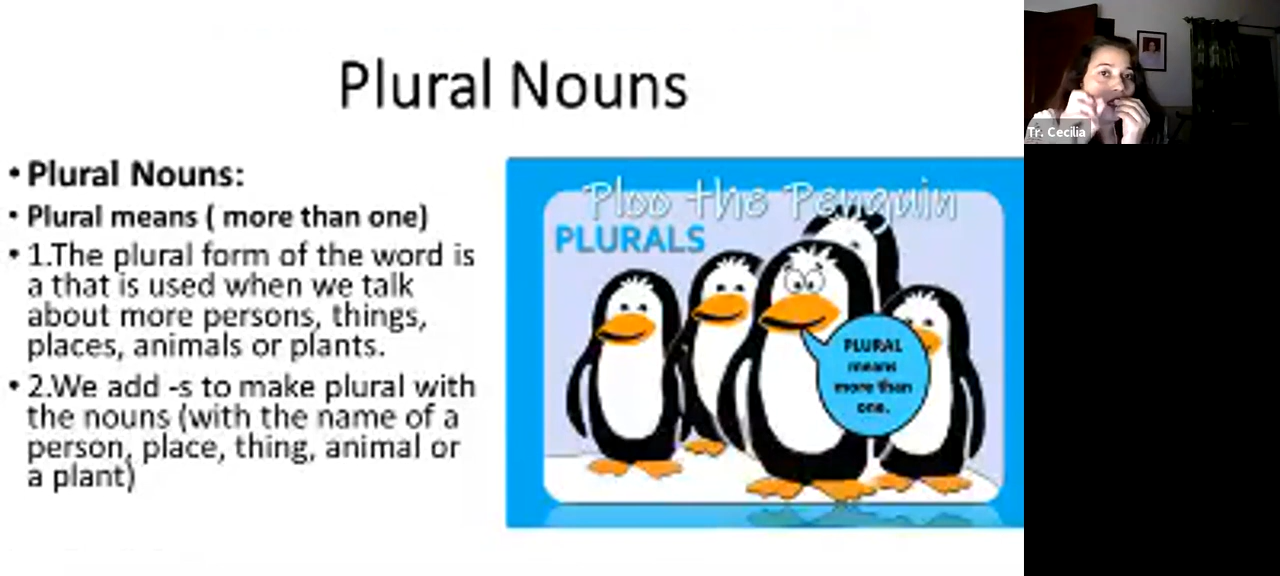 Plural Nouns
• Plural Nouns:
• Plural means ( more than one)
• 1.The plural form of the word is
a that is used when we talk
about more persons, things,
places, animals or plants.
• 2.We add -s to make plural with
the nouns (with the name of a
person, place, thing, animal or
a plant)
Ploo the Penguin
PLURALS
PLURAL
means
more than
one.
Tr. Cecilia